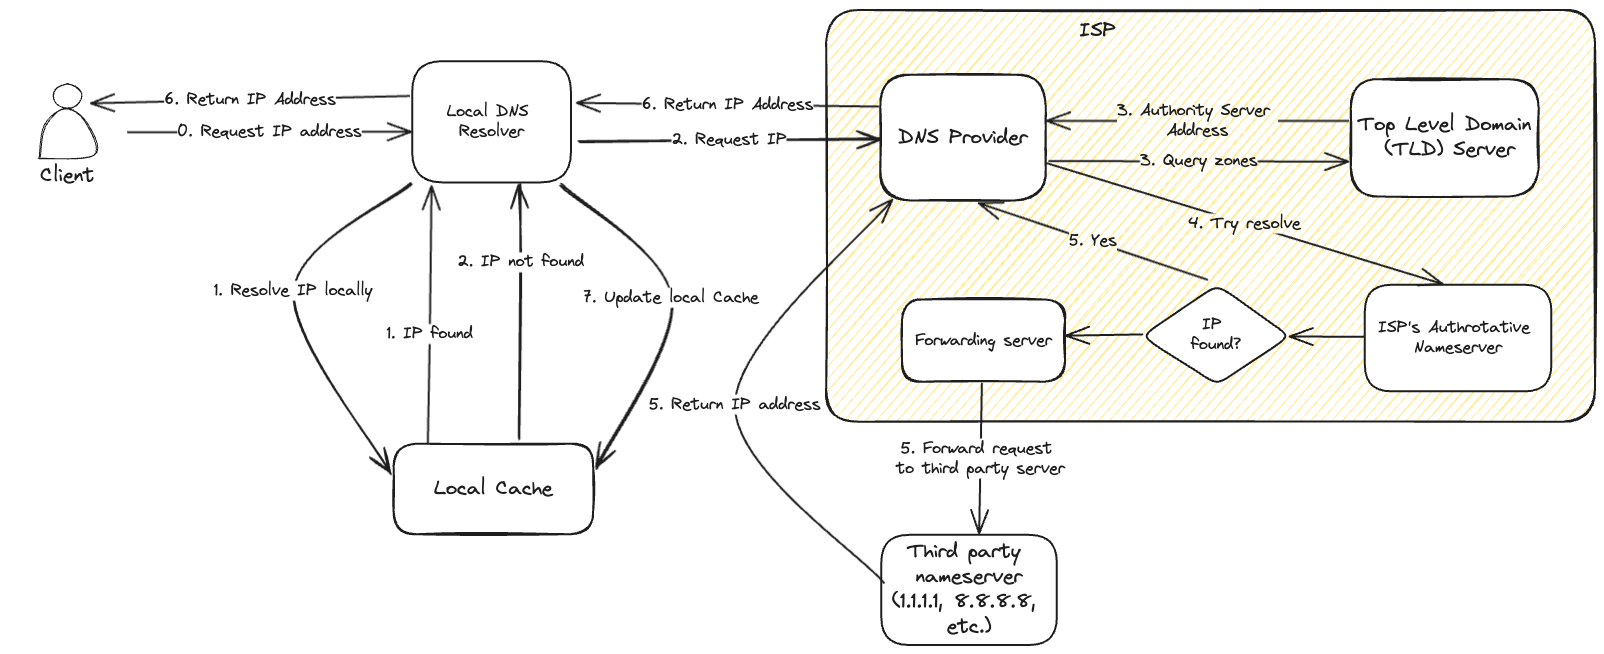 ISP
6. Return IP Address
0. Request IP address
Client
Local DNS
Resolver
6. Return IP Address
2. Request IP
DNS Provider
3. Authority Server
Address
3. Query zones
Top Level Domain
(TLD) Server
4. Try resolve
5. Yes
1. Resolve IP locally
2. IP not found
1. IP found
7. Update local Cache
Forwarding server
IP
found?
ISP's Authrotative
Nameserver
5. Return IP address
5. Forward request
to third party server
Local Cache
Third party
nameserver
(1.1.1.1, 8.8.8.8,
etc.)